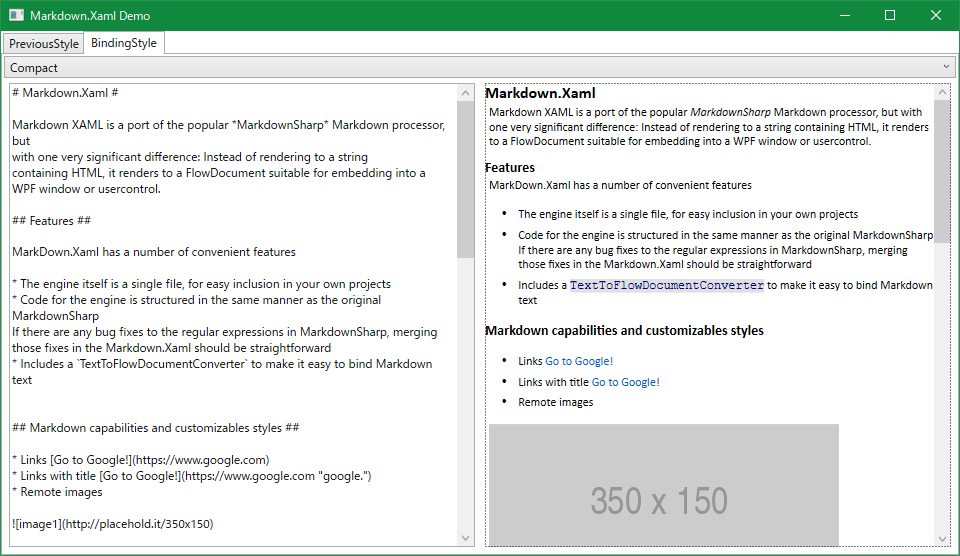 Markdown.Xaml Demo
PreviousStyle BindingStyle
Compact
# Markdown.Xaml #
Markdown XAML is a port of the popular *MarkdownSharp* Markdown processor,
but
with one very significant difference: Instead of rendering to a string
containing HTML, it renders to a FlowDocument suitable for embedding into a
WPF window or usercontrol.
## Features ##
MarkDown.Xaml has a number of convenient features
* The engine itself is a single file, for easy inclusion in your own projects
* Code for the engine is structured in the same manner as the original
MarkdownSharp
If there are any bug fixes to the regular expressions in MarkdownSharp, merging
those fixes in the Markdown.Xaml should be straightforward
* Includes a `TextToFlowDocumentConverter` to make it easy to bind Markdown
text
## Markdown capabilities and customizables styles ##
* Links [Go to Google!](https://www.google.com)
* Links with title [Go to Google!](https://www.google.com "google.")
* Remote images
![image1](http://placehold.it/350x150)
Markdown.Xaml
Markdown XAML is a port of the popular MarkdownSharp Markdown processor, but with
one very significant difference: Instead of rendering to a string containing HTML, it renders
to a FlowDocument suitable for embedding into a WPF window or usercontrol.
Features
MarkDown.Xaml has a number of convenient features
• The engine itself is a single file, for easy inclusion in your own projects
• Code for the engine is structured in the same manner as the original MarkdownSharp
If there are any bug fixes to the regular expressions in MarkdownSharp, merging
those fixes in the Markdown.Xaml should be straightforward
• Includes a TextToFlowDocumentConverter to make it easy to bind Markdown
text
Markdown capabilities and customizables styles
• Links Go to Google!
• Links with title Go to Google!
• Remote images
350 x 150